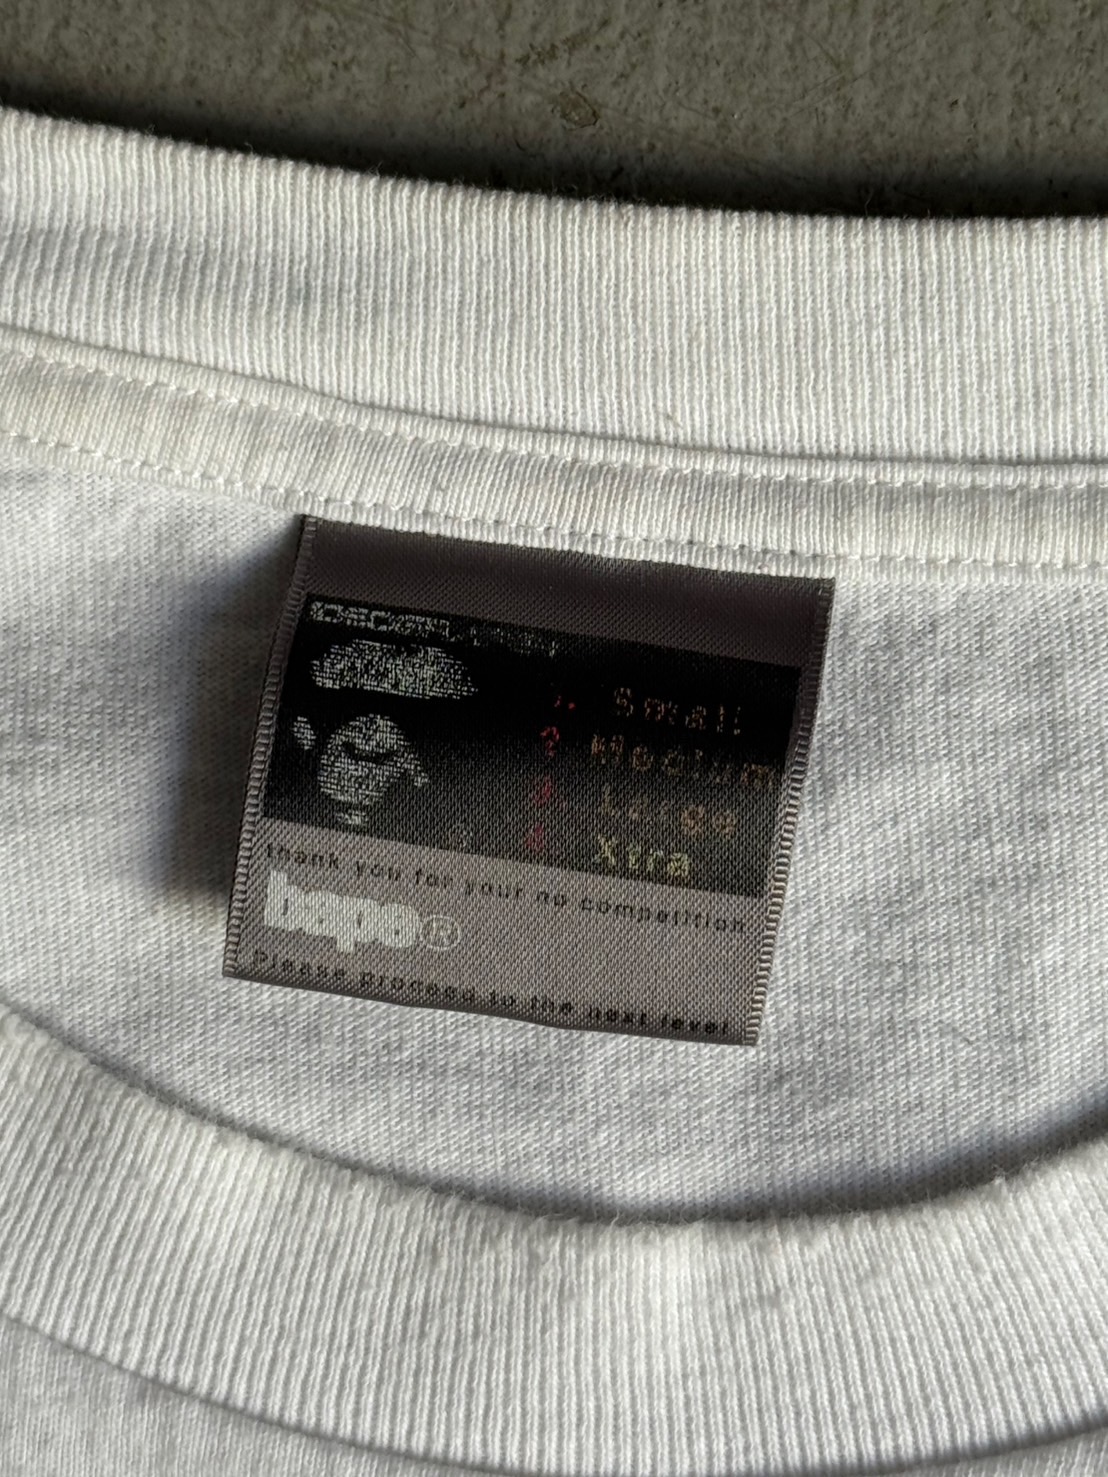 1. Small
2 Medium
3. Large
4 Xtra
thank you for your no competition
hope®
Please proceed to the next level